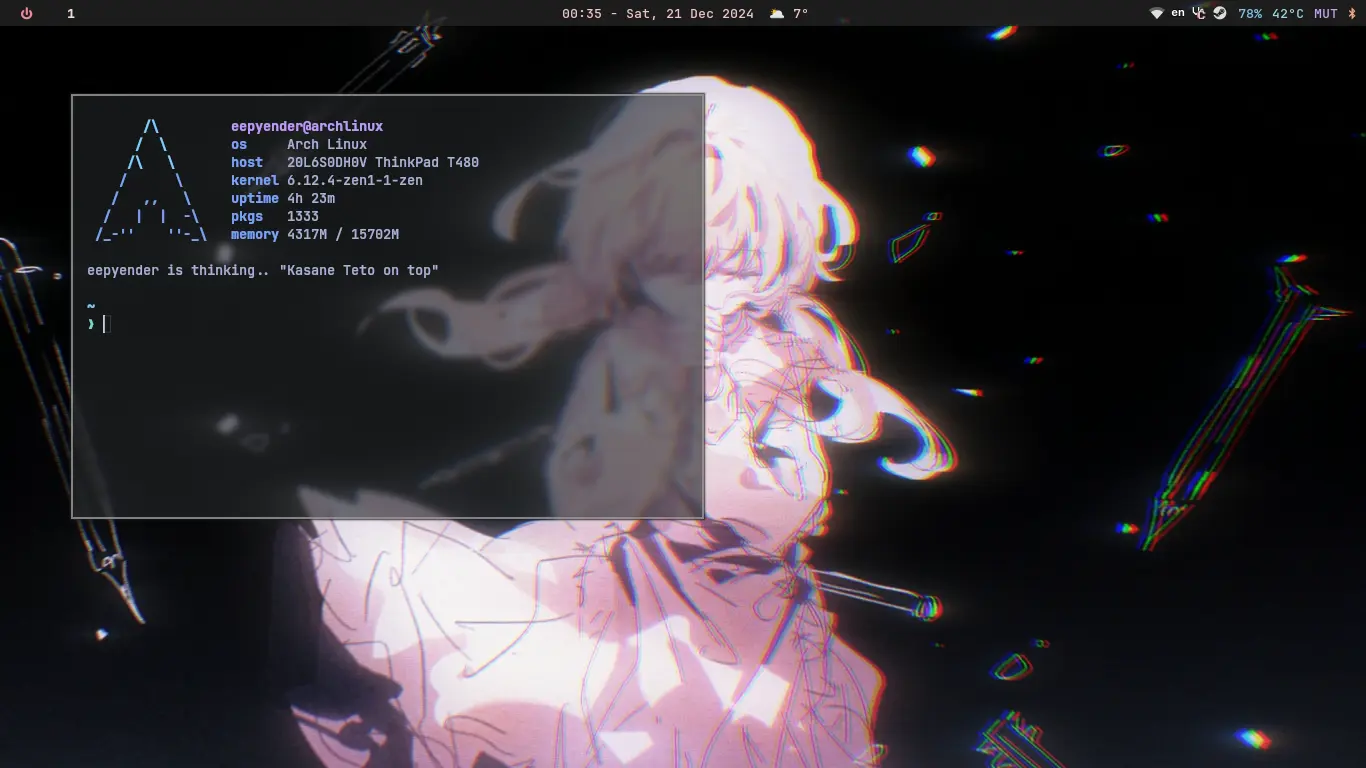 1
00:35 - Sat, 21 Dec 2024 7°
en 78% 42°C MUT
eepyender@archlinux
os Arch Linux
host 20L6S0DH0V ThinkPad T480
kernel 6.12.4-zen1-1-zen
uptime 4h 23m
pkgs 1333
memory 4317M / 15702M
eepyender is thinking.. "Kasane Teto on top"
~
❯